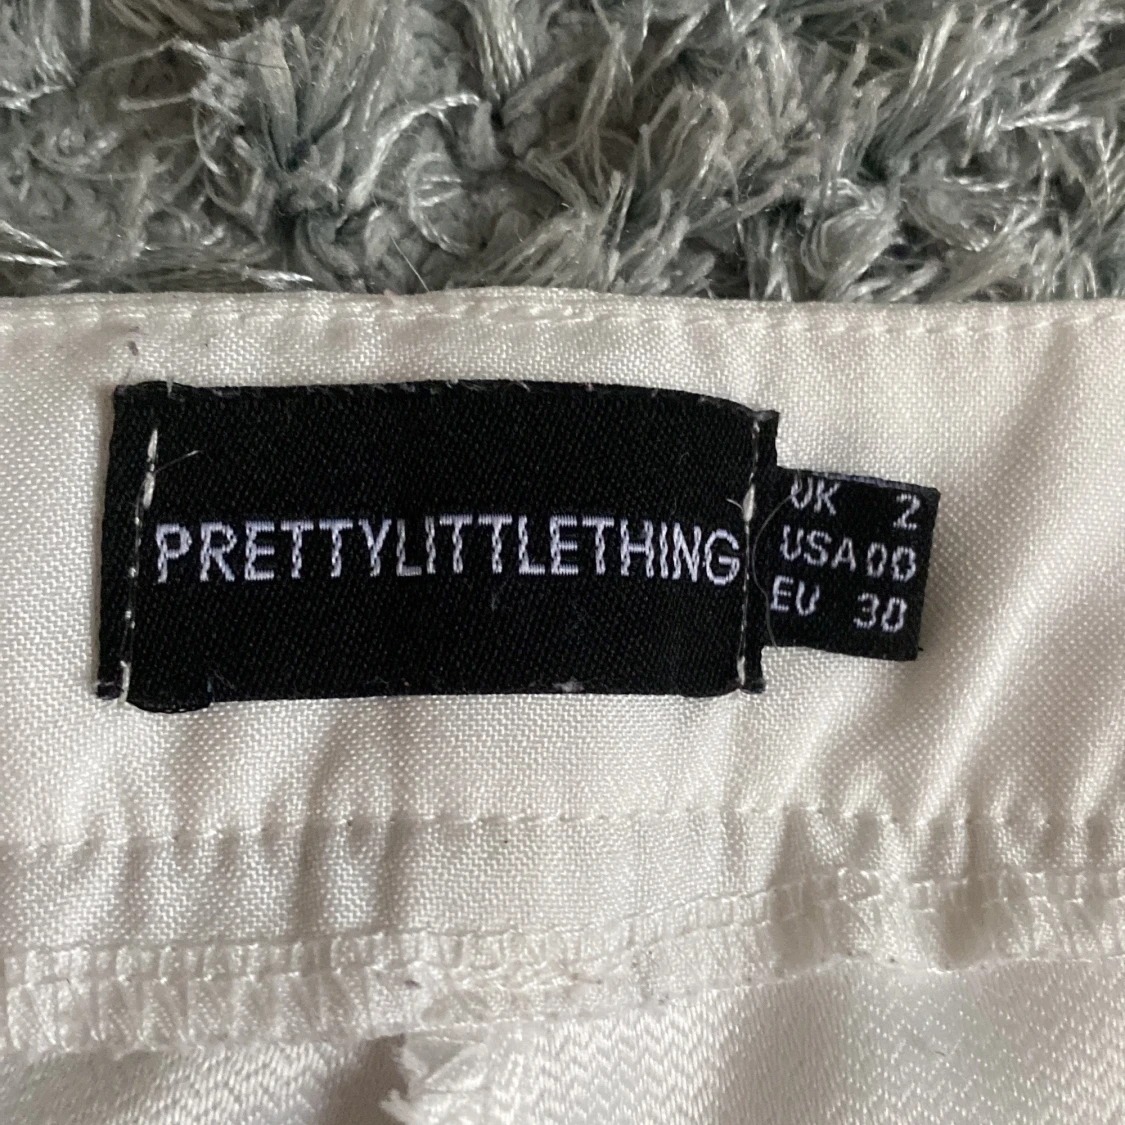 PRETTYLITTLETHING
UK 2
USA 00
EU 30